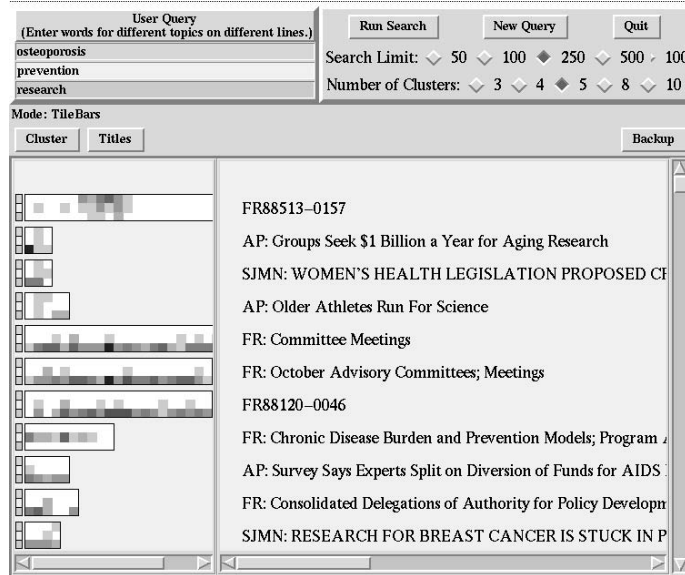 User Query
(Enter words for different topics on different lines.)
osteoporosis
prevention
research
Run Search New Query Quit
Search Limit: 50 100 250 500 100
Number of Clusters: 3 4 5 8 10
Mode: TileBars
Cluster Titles Backup
FR88513–0157
AP: Groups Seek $1 Billion a Year for Aging Research
SJMN: WOMEN'S HEALTH LEGISLATION PROPOSED
AP: Older Athletes Run For Science
FR: Committee Meetings
FR: October Advisory Committees; Meetings
FR88120–0046
FR: Chronic Disease Burden and Prevention Models; Program
AP: Survey Says Experts Split on Diversion of Funds for AIDS
FR: Consolidated Delegations of Authority for Policy
SJMN: RESEARCH FOR BREAST CANCER IS STUCK IN